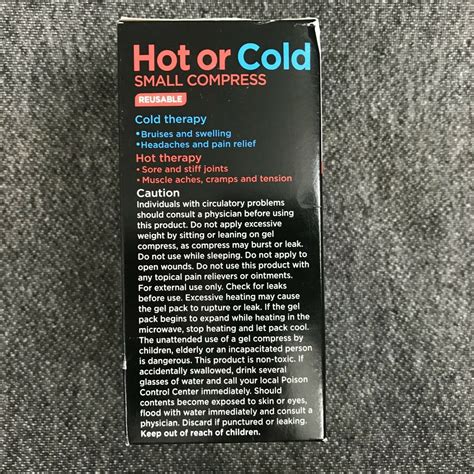 Hot or Cold
SMALL COMPRESS
REUSABLE
Cold therapy
•Bruises and swelling
•Headaches and pain relief
Hot therapy
• Sore and stiff joints
• Muscle aches, cramps and tension
Caution
Individuals with circulatory problems
should consult a physician before using
this product. Do not apply excessive
weight by sitting or leaning on gel
compress, as compress may burst or leak.
Do not use while sleeping. Do not apply to
open wounds. Do not use this product with
any topical pain relievers or ointments.
For external use only. Check for leaks
before use. Excessive heating may cause
the gel pack to rupture or leak. If the gel
pack begins to expand while heating in the
microwave, stop heating and let pack cool.
The unattended use of a gel compress by
children, elderly or an incapacitated person
is dangerous. This product is non-toxic. If
accidentally swallowed, drink several
glasses of water and call your local Poison
Control Center immediately. Should
contents become exposed to skin or eyes,
flood with water immediately and consult a
physician. Discard if punctured or leaking.
Keep out of reach of children.